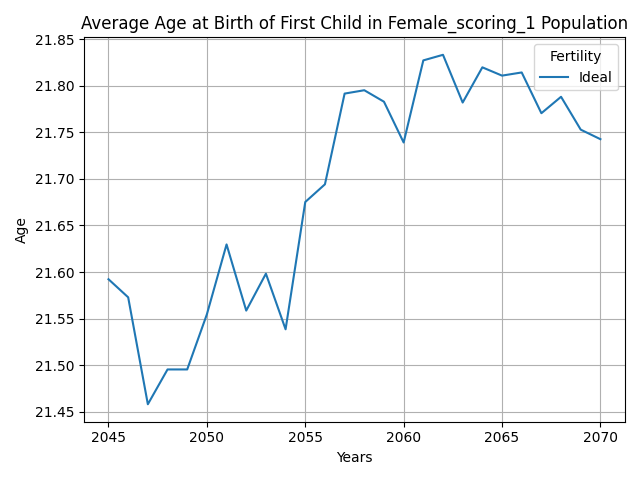 Average Age at Birth of First Child in Female_scoring_1 Population
Fertility
Ideal
21.85
21.80
21.75
21.70
21.65
21.60
21.55
21.50
21.45
Age
2045 2050 2055 2060 2065 2070
Years